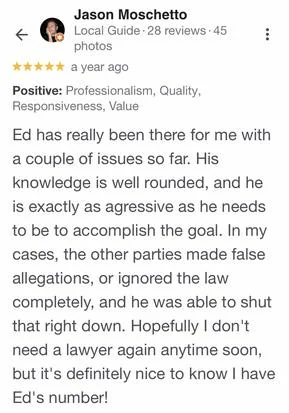 Jason Moschetto
Local Guide · 28 reviews · 45
photos
a year ago
Positive: Professionalism, Quality,
Responsiveness, Value
Ed has really been there for me with
a couple of issues so far. His
knowledge is well rounded, and he
is exactly as agressive as he needs
to be to accomplish the goal. In my
cases, the other parties made false
allegations, or ignored the law
completely, and he was able to shut
that right down. Hopefully I don't
need a lawyer again anytime soon,
but it's definitely nice to know I have
Ed's number!